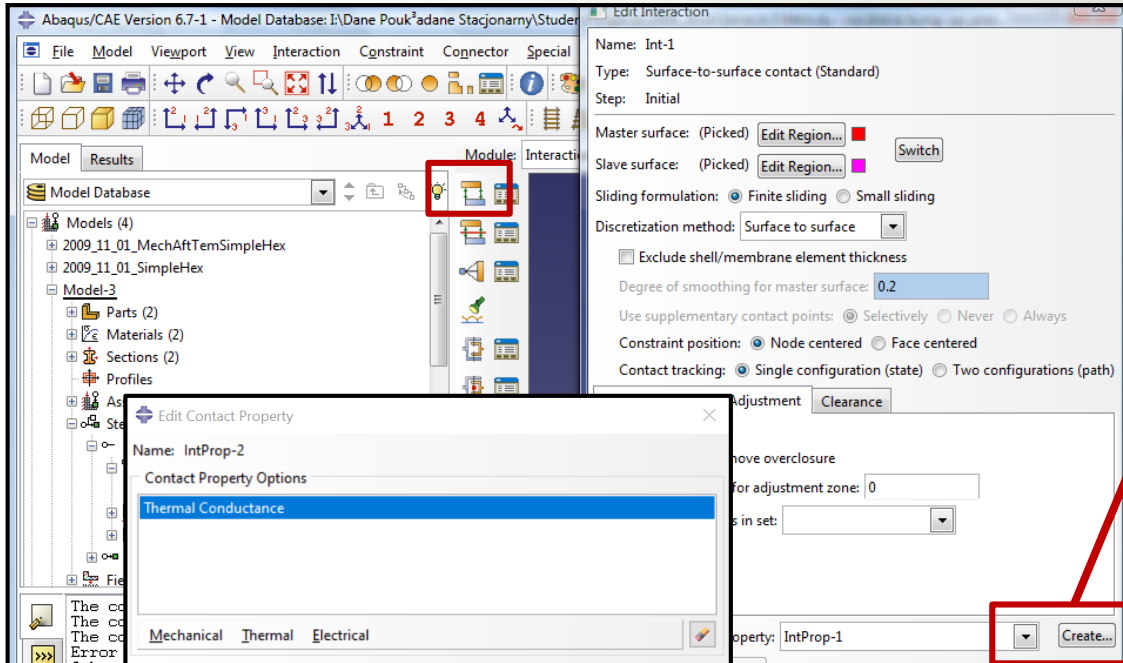 Abaqus/CAE Version 6.7-1 - Model Database: I:\Dane Pouk³adane Stacjonarny\Studen
File Model Viewport View Interaction Constraint Connector Special
1 2 3 4
Model Results
Module: Interacti
Model Database
Models (4)
2009_11_01_MechAftTemSimpleHex
2009_11_01_SimpleHex
Model-3
Parts (2)
Materials (2)
Sections (2)
Profiles
As
Ste
Fie
The co
The co
The co
Error
Edit Interaction
Name: Int-1
Type: Surface-to-surface contact (Standard)
Step: Initial
Master surface: (Picked) Edit Region...
Switch
Slave surface: (Picked) Edit Region...
Sliding formulation: Finite sliding Small sliding
Discretization method: Surface to surface
Exclude shell/membrane element thickness
Degree of smoothing for master surface: 0.2
Use supplementary contact points: Selectively Never Always
Constraint position: Node centered Face centered
Contact tracking: Single configuration (state) Two configurations (path)
Adjustment Clearance
move overclosure
for adjustment zone: 0
s in set:
operty: IntProp-1 Create...
Edit Contact Property
Name: IntProp-2
Contact Property Options
Thermal Conductance
Mechanical Thermal Electrical